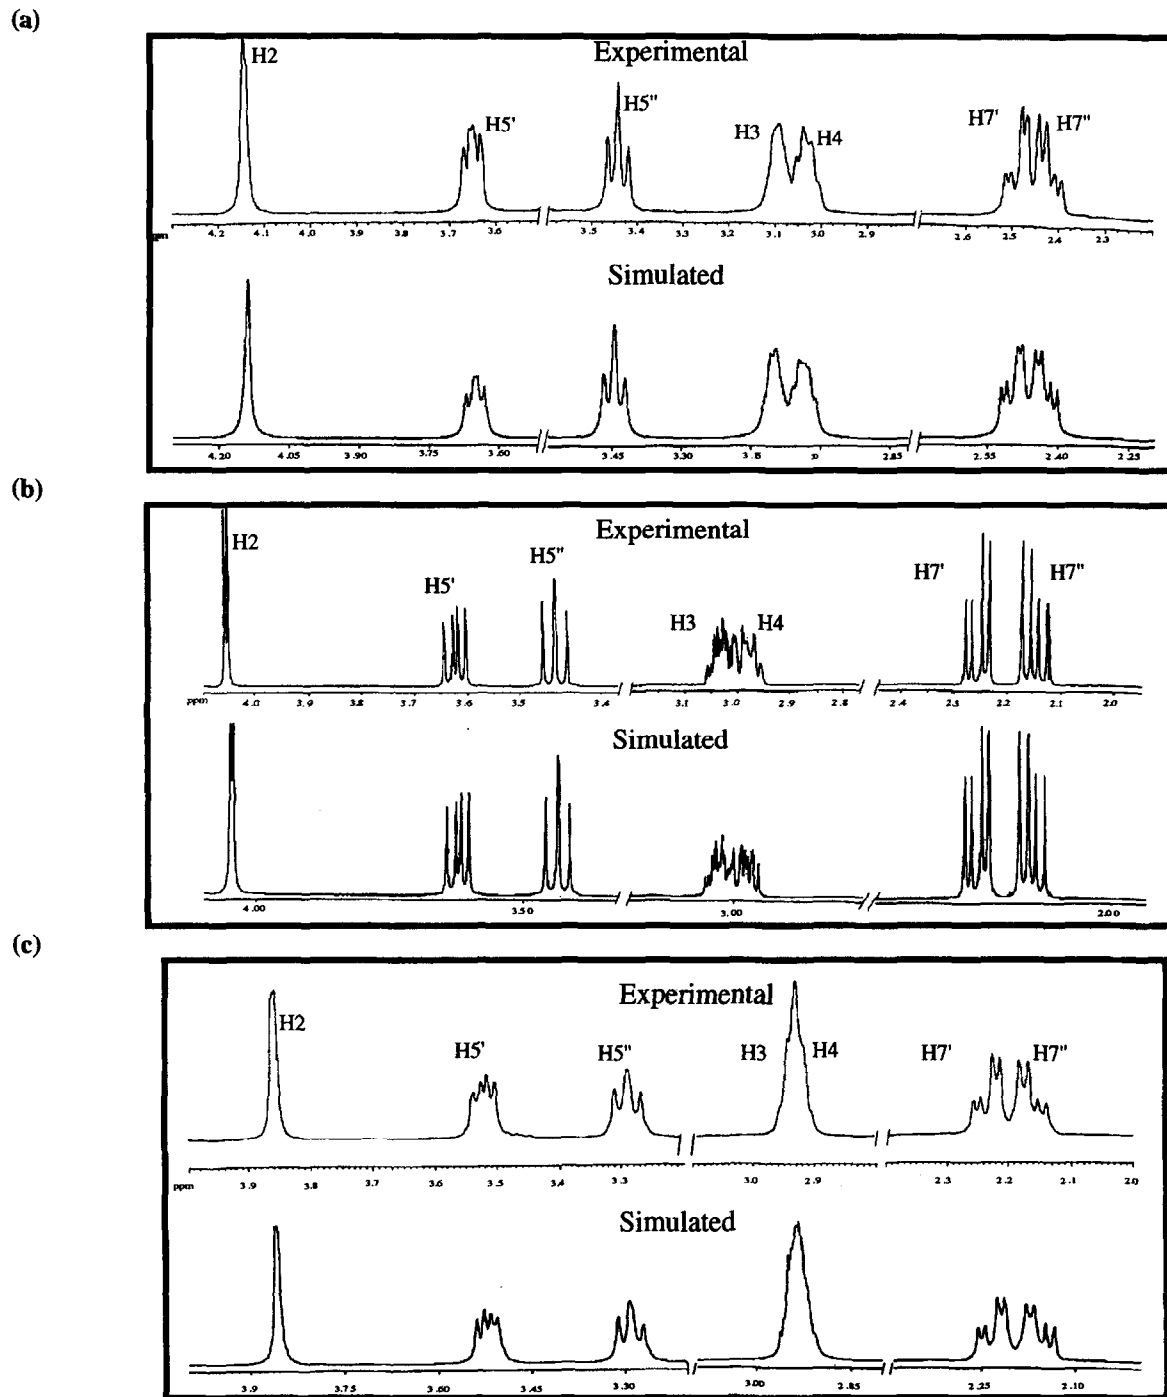 (a)
Experimental
H2
H5'
H5"
H3
H4
H7'
H7"
4.2 4.1 4.0 3.9 3.8 3.7 3.6 3.5 3.4 3.3 3.2 3.1 3.0 2.9 2.6 2.5 2.4 2.3
Simulated
4.20 4.05 3.90 3.75 3.60 3.45 3.30 2.85 2.55 2.40 2.25
(b)
Experimental
H2
H5'
H5"
H3
H4
H7'
H7"
ppm 4.0 3.9 3.8 3.7 3.6 3.5 3.4 3.1 3.0 2.9 2.8 2.4 2.3 2.2 2.1 2.0
Simulated
4.00 3.5 3.00 2.00
(c)
Experimental
H2
H5'
H5"
H3
H4
H7'
H7"
ppm 3.9 3.8 3.7 3.6 3.5 3.4 3.3 3.2 3.0 2.9 2.3 2.2 2.1 2.0
Simulated
3.9 3.75 3.60 3.45 3.30 3.00 2.85 2.25 2.10